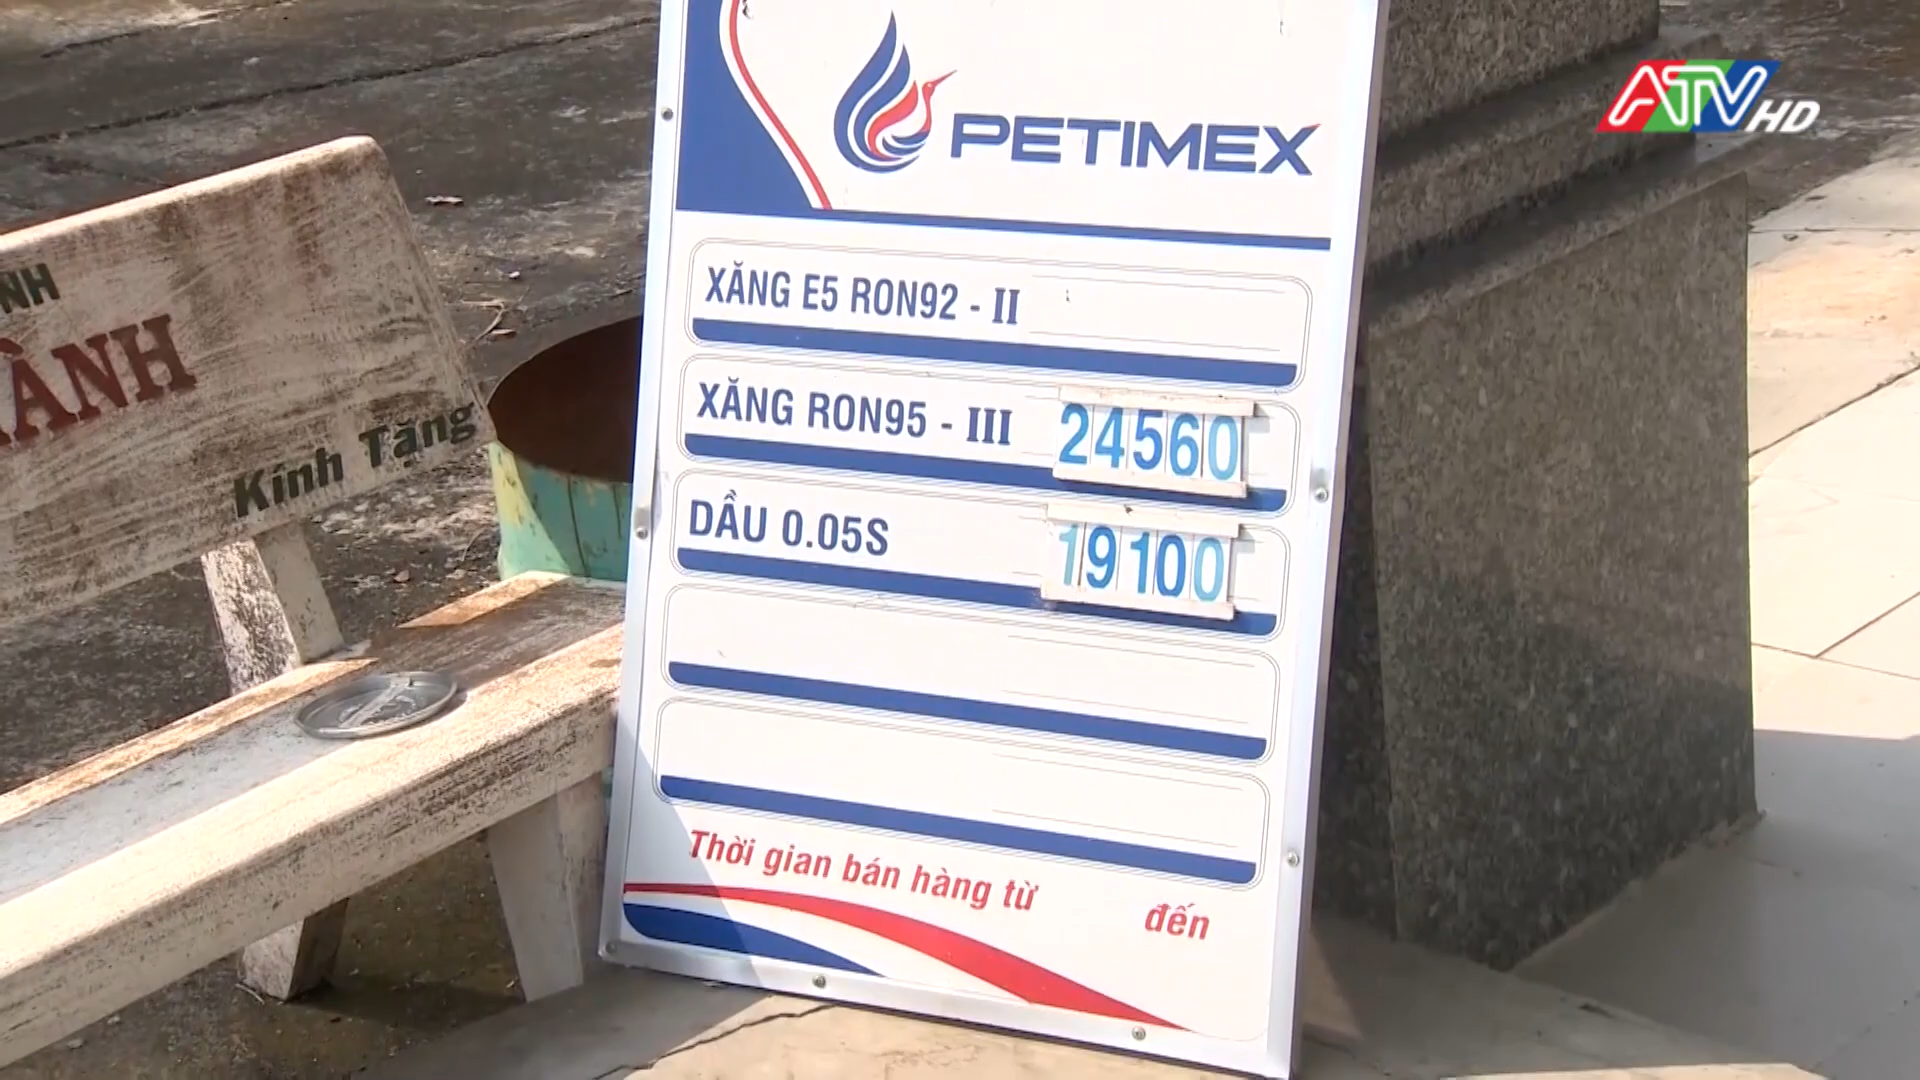 ATV HD
PETIMEX
XĂNG E5 RON92 - II
XĂNG RON95 - III 24560
DẦU 0.05S 19100
Thời gian bán hàng từ đến
NH
ÀNH
Kính Tặng